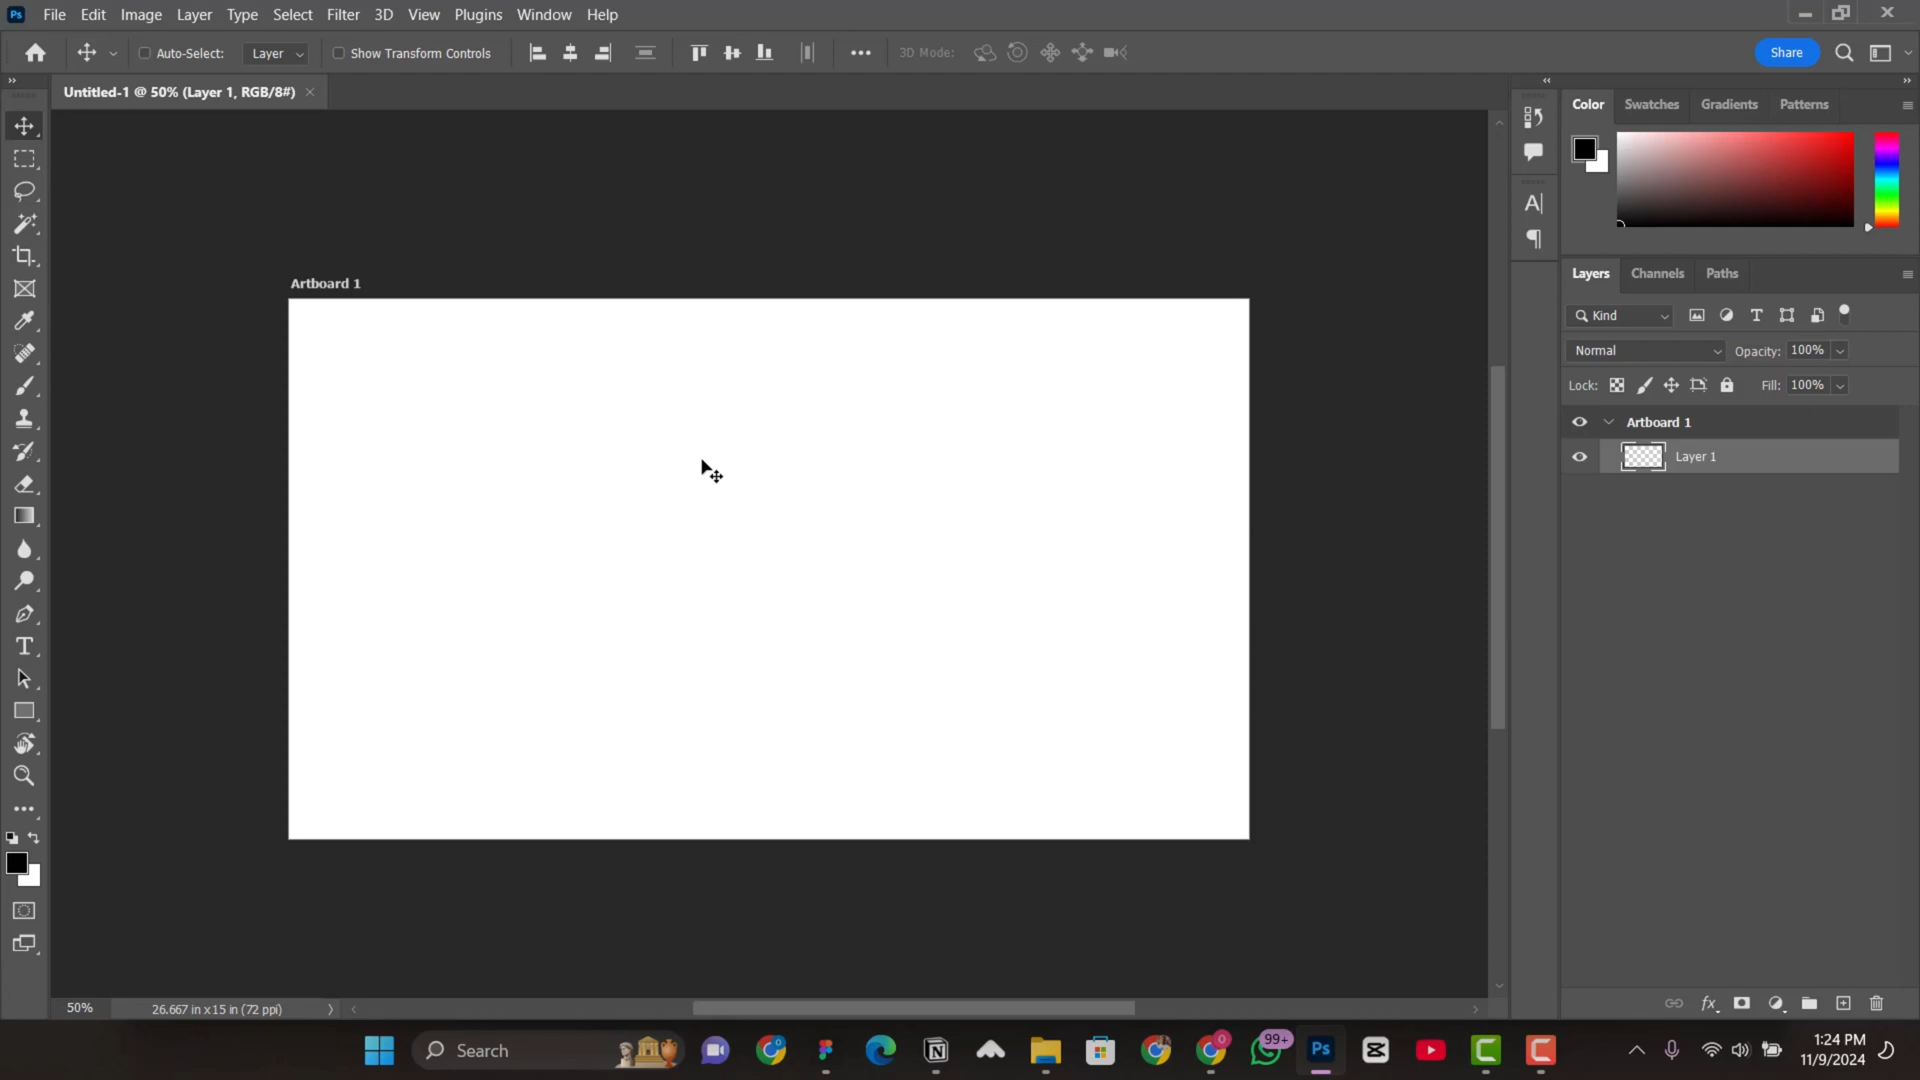 Ps File Edit Image Layer Type Select Filter 3D View Plugins Window Help
Auto-Select: Layer Show Transform Controls 3D Mode: Share
Untitled-1 @ 50% (Layer 1, RGB/8#)
Color Swatches Gradients Patterns
Artboard 1
Layers Channels Paths
Kind
Normal Opacity: 100%
Lock: Fill: 100%
Artboard 1
Layer 1
50% 26.667 in x 15 in (72 ppi)
Search 99+ Ps
1:24 PM
11/9/2024